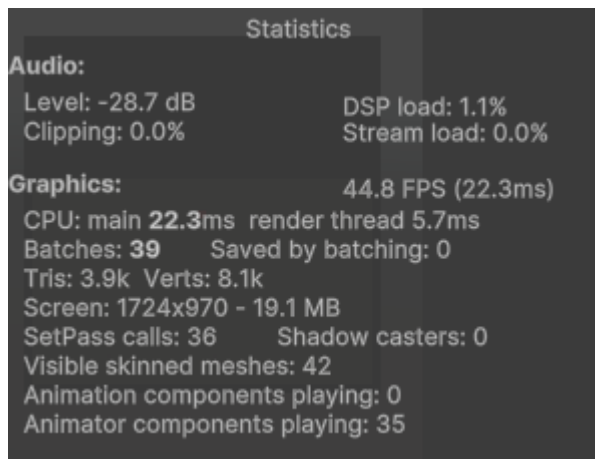 Statistics
Audio:
Level: -28.7 dB DSP load: 1.1%
Clipping: 0.0% Stream load: 0.0%
Graphics: 44.8 FPS (22.3ms)
CPU: main 22.3ms render thread 5.7ms
Batches: 39 Saved by batching: 0
Tris: 3.9k Verts: 8.1k
Screen: 1724x970 - 19.1 MB
SetPass calls: 36 Shadow casters: 0
Visible skinned meshes: 42
Animation components playing: 0
Animator components playing: 35